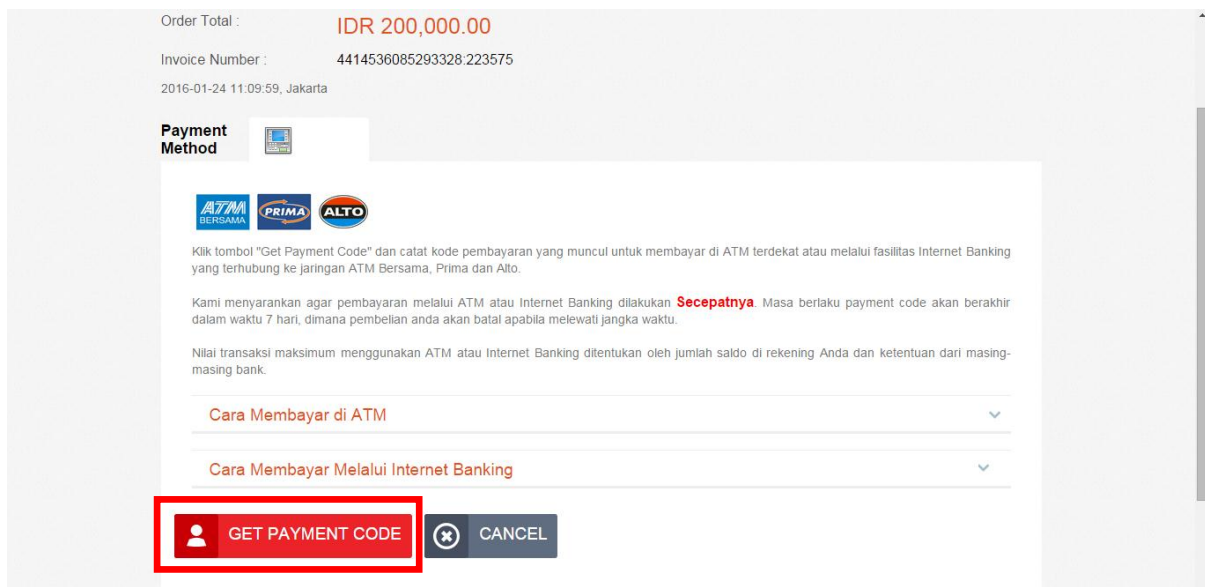 Order Total :
IDR 200,000.00
Invoice Number :
4414536085293328:223575
2016-01-24 11:09:59, Jakarta
Payment
Method
ATM
BERSAMA
PRIMA
ALTO
Klik tombol "Get Payment Code" dan catat kode pembayaran yang muncul untuk membayar di ATM terdekat atau melalui fasilitas Internet Banking
yang terhubung ke jaringan ATM Bersama, Prima dan Alto.
Kami menyarankan agar pembayaran melalui ATM atau Internet Banking dilakukan Secepatnya. Masa berlaku payment code akan berakhir
dalam waktu 7 hari, dimana pembelian anda akan batal apabila melewati jangka waktu.
Nilai transaksi maksimum menggunakan ATM atau Internet Banking ditentukan oleh jumlah saldo di rekening Anda dan ketentuan dari masing-
masing bank.
Cara Membayar di ATM
Cara Membayar Melalui Internet Banking
GET PAYMENT CODE
CANCEL